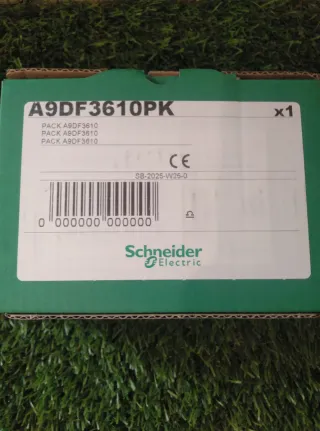 A9DF3610PK x1
PACK A9DF3610
PACK A9DF3610
PACK A9DF3610
CE
SB-2025-W25-0
0 000000 000000
Schneider
Electric